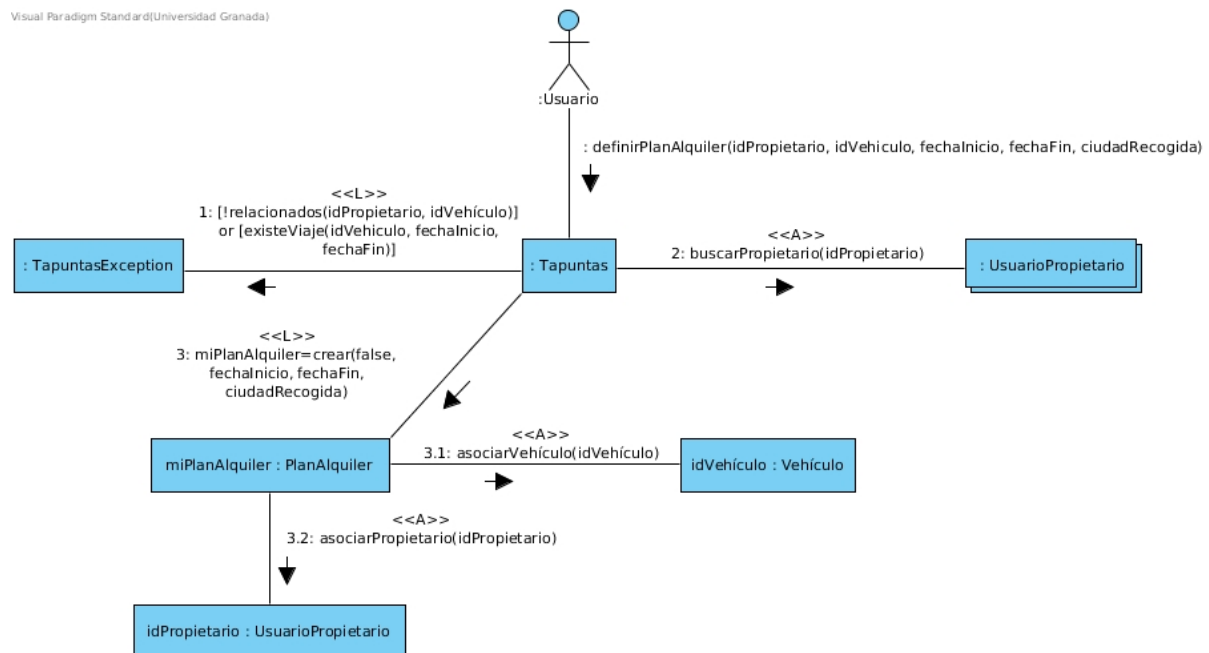 Visual Paradigm Standard(Universidad Granada)
:Usuario
: definirPlanAlquiler(idPropietario, idVehiculo, fechaInicio, fechaFin, ciudadRecogida)
<<L>>
1: [!relacionados(idPropietario, idVehículo)]
or [existeViaje(idVehiculo, fechaInicio,
fechaFin)]
<<A>>
2: buscarPropietario(idPropietario)
: TapuntasException
: Tapuntas
: UsuarioPropietario
<<L>>
3: miPlanAlquiler=crear(false,
fechaInicio, fechaFin,
ciudadRecogida)
<<A>>
3.1: asociarVehículo(idVehículo)
miPlanAlquiler : PlanAlquiler
idVehículo : Vehículo
<<A>>
3.2: asociarPropietario(idPropietario)
idPropietario : UsuarioPropietario